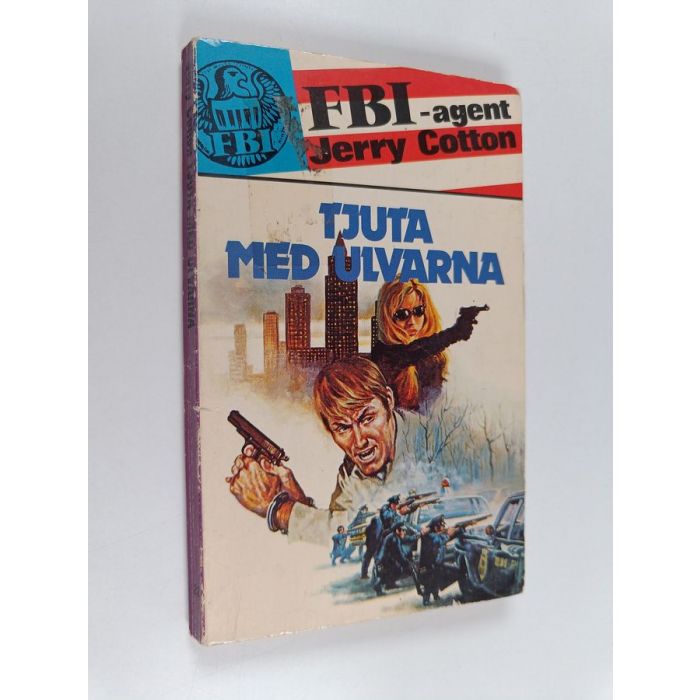 FBI
FBI -agent
Jerry Cotton
TJUTA
MED ULVARNA